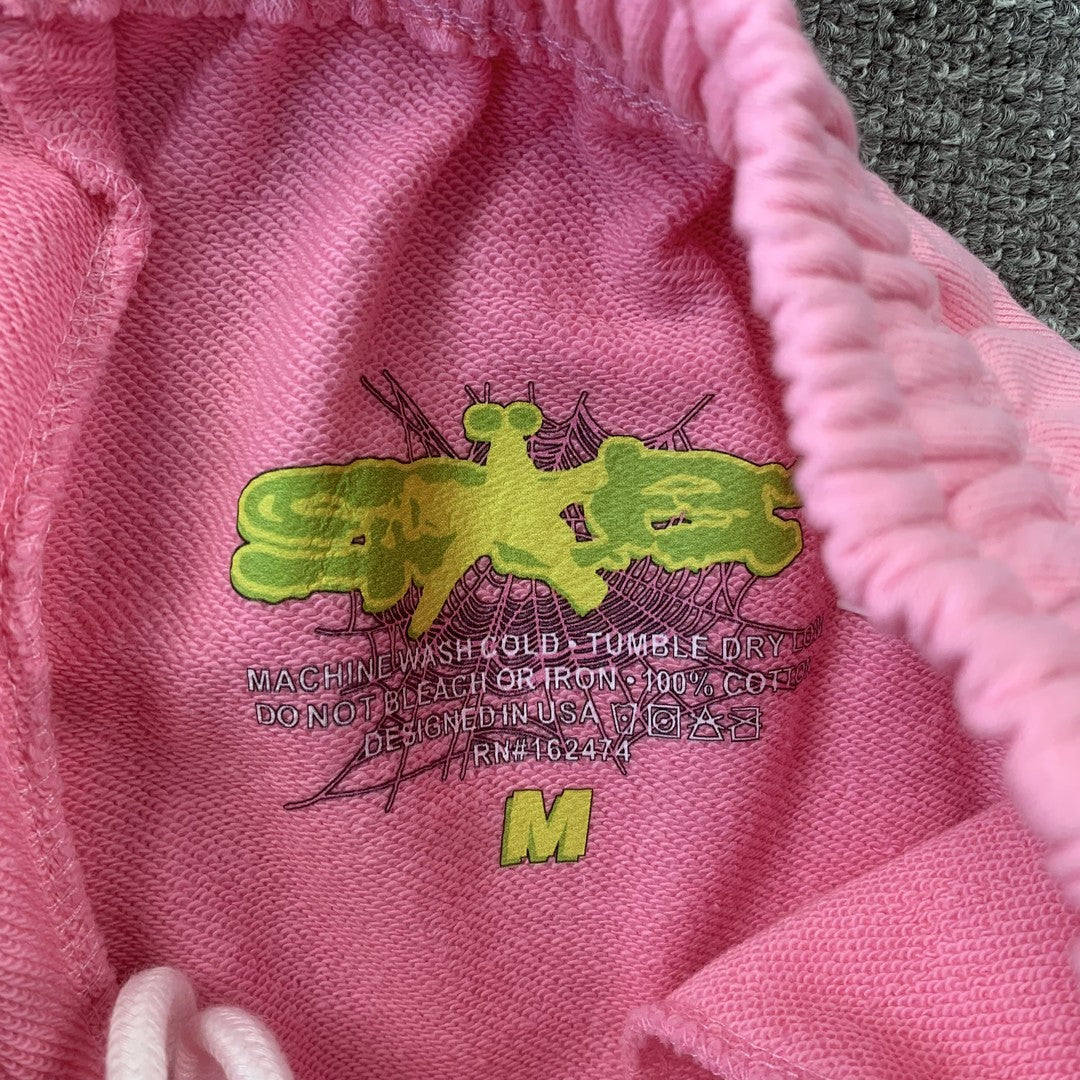 MACHINE WASH COLD • TUMBLE DRY LOW
DO NOT BLEACH OR IRON • 100% COTTON
DESIGNED IN USA
RN#162474
M